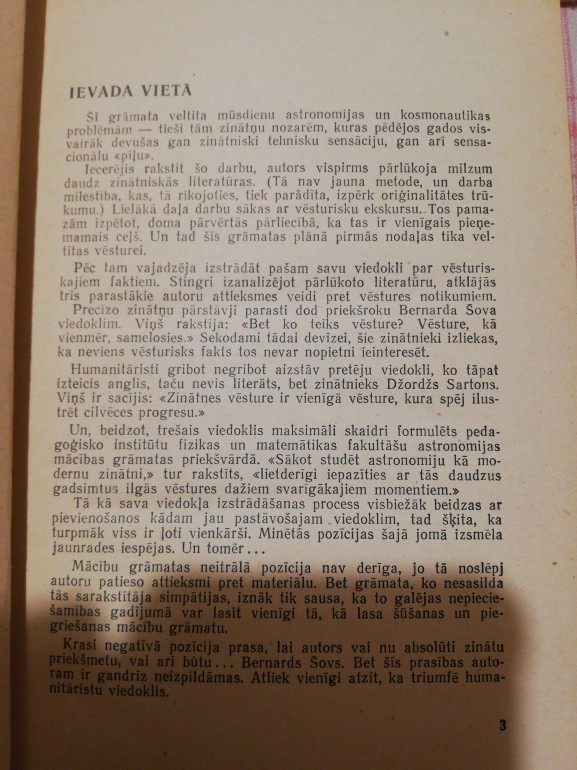 IEVADA VIETĀ
Šī grāmata veltīta mūsdienu astronomijas un kosmonautikas
problēmām — tieši tām zinātņu nozarēm, kuras pēdējos gados vis-
vairāk devušas gan zinātniski tehnisku sensāciju, gan arī sensa-
cionālu «pīļu».
Iecerējis rakstīt šo darbu, autors vispirms pārlūkoja milzum
daudz zinātniskās literatūras. (Tā nav jauna metode, un darba
mīlestība, kas, tā rīkojoties, tiek parādīta, izpērk oriģinalitātes trū-
kumu.) Lielākā daļa darbu sākas ar vēsturisku ekskursu. Tos pama-
zām izpētot, doma pārvērtās pārliecībā, ka tas ir vienīgais pieņe-
mamais ceļš. Un tad šīs grāmatas plānā pirmās nodaļas tika vel-
tītas vēsturei.
Pēc tam vajadzēja izstrādāt pašam savu viedokli par vēsturis-
kajiem faktiem. Stingri izanalizējot pārlūkoto literatūru, atklājās
trīs parastākie autoru attieksmes veidi pret vēstures notikumiem.
Precīzo zinātņu pārstāvji parasti dod priekšroku Bernarda Šova
viedoklim. Viņš rakstīja: «Bet ko teiks vēsture? Vēsture, kā
vienmēr, samelosies.» Sekodami tādai devīzei, šie zinātnieki izliekas,
ka neviens vēsturisks fakts tos nevar nopietni ieinteresēt.
Humanitāristi gribot negribot aizstāv pretēju viedokli, ko tāpat
izteicis anglis, taču nevis literāts, bet zinātnieks Džordžs Sartons.
Viņš ir sacījis: «Zinātnes vēsture ir vienīgā vēsture, kura spēj ilus-
trēt cilvēces progresu.»
Un, beidzot, trešais viedoklis maksimāli skaidri formulēts peda-
goģisko institūtu fizikas un matemātikas fakultāšu astronomijas
mācības grāmatas priekšvārdā. «Sākot studēt astronomiju kā mo-
dernu zinātni,» tur rakstīts, «lietderīgi iepazīties ar tās daudzus
gadsimtus ilgās vēstures dažiem svarīgākajiem momentiem.»
Tā kā sava viedokļa izstrādāšanas process visbiežāk beidzas ar
pievienošanos kādam jau pastāvošajam viedoklim, tad šķita, ka
turpmāk viss ir ļoti vienkārši. Minētās pozīcijas šajā jomā izsmēla
jaunrades iespējas. Un tomēr...
Mācību grāmatas neitrālā pozīcija nav derīga, jo tā noslēpj
autoru patieso attieksmi pret materiālu. Bet grāmata, ko nesasilda
tās sarakstītāja simpātijas, iznāk tik sausa, ka to galējas nepiecie-
šamības gadījumā var lasīt vienīgi tā, kā lasa šūšanas un pie-
griešanas mācību grāmatu.
Krasi negatīvā pozīcija prasa, lai autors vai nu absolūti zinātu
priekšmetu, vai arī būtu... Bernards Šovs. Bet šīs prasības auto-
ram ir gandrīz neizpildāmas. Atliek vienīgi atzīt, ka triumfē huma-
nitāristu viedoklis.
3